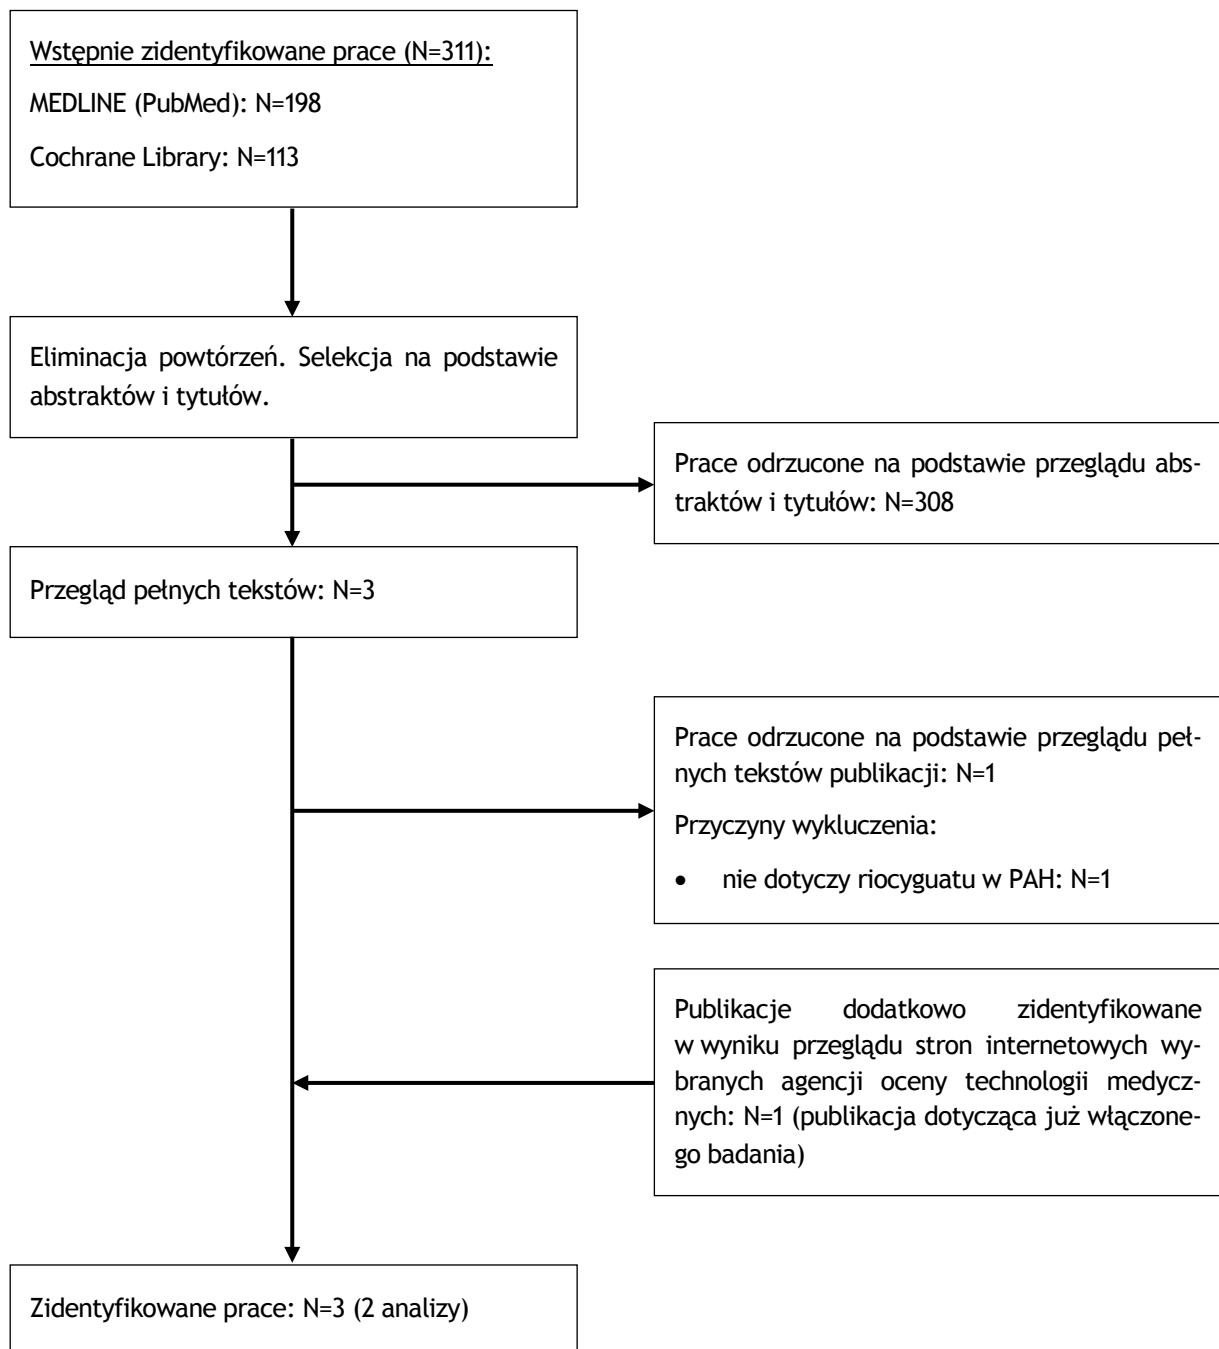 Wstępnie zidentyfikowane prace (N=311):
MEDLINE (PubMed): N=198
Cochrane Library: N=113
Eliminacja powtórzeń. Selekcja na podstawie
abstraktów i tytułów.
Prace odrzucone na podstawie przeglądu abs-
traktów i tytułów: N=308
Przegląd pełnych tekstów: N=3
Prace odrzucone na podstawie przeglądu peł-
nych tekstów publikacji: N=1
Przyczyny wykluczenia:
• nie dotyczy riocyguatu w PAH: N=1
Publikacje dodatkowo zidentyfikowane
w wyniku przeglądu stron internetowych wy-
branych agencji oceny technologii medycz-
nych: N=1 (publikacja dotycząca już włączone-
go badania)
Zidentyfikowane prace: N=3 (2 analizy)